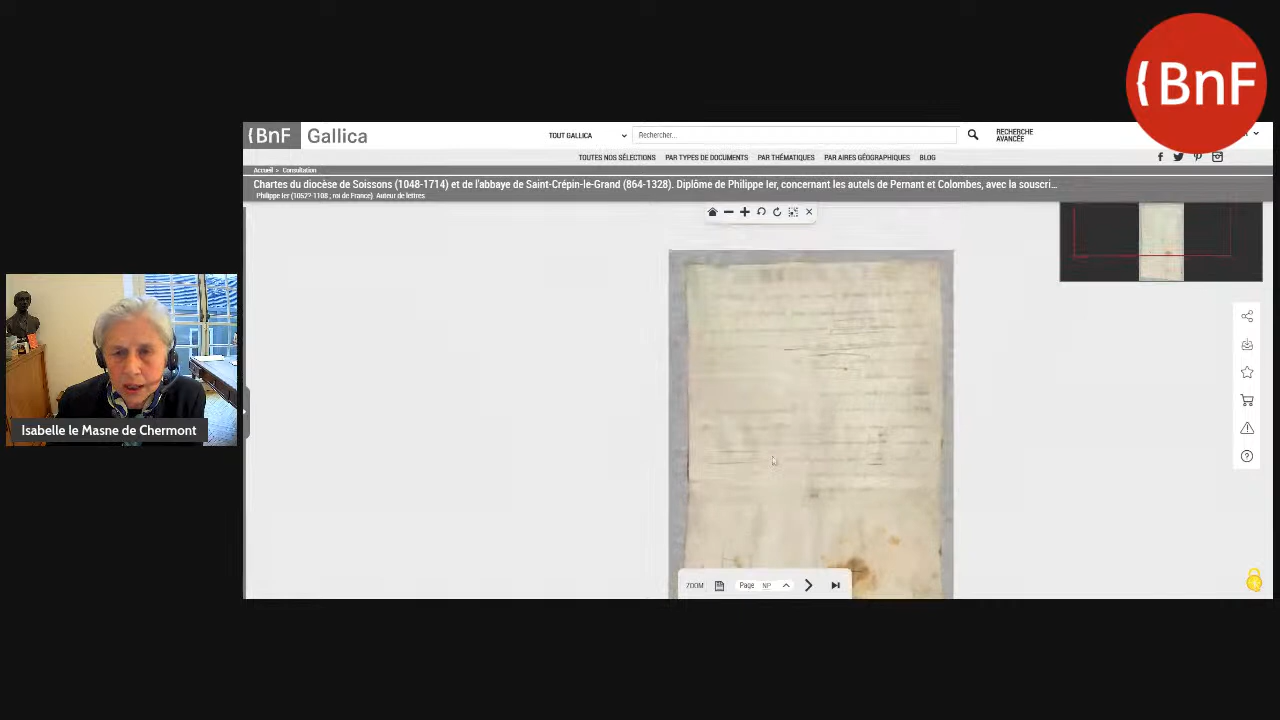 {BnF
{BnF Gallica
TOUT GALLICA
Rechercher...
RECHERCHE
AVANCÉE
TOUTES NOS SÉLECTIONS PAR TYPES DE DOCUMENTS PAR THÉMATIQUES PAR AIRES GÉOGRAPHIQUES BLOG
Accueil > Consultation
Chartes du diocèse de Soissons (1048-1714) et de l'abbaye de Saint-Crépin-le-Grand (864-1328). Diplôme de Philippe Ier, concernant les autels de Pernant et Colombes, avec la souscri...
Philippe Ier (1052?-1108 ; roi de France) Auteur de lettres
Isabelle le Masne de Chermont
ZOOM Page NP